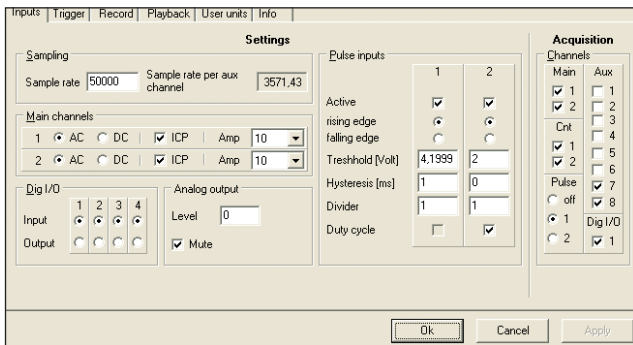 Inputs Trigger Record Playback User units Info
Settings
Sampling
Sample rate 50000 Sample rate per aux channel 3571,43
Main channels
1 AC DC ICP Amp 10
2 AC DC ICP Amp 10
Dig I/O
1 2 3 4
Input
Output
Analog output
Level 0
Mute
Pulse inputs
1 2
Active
rising edge
falling edge
Treshhold [Volt] 4,1999 2
Hysteresis [ms] 1 0
Divider 1 1
Duty cycle
Acquisition
Channels
Main
1
2
Cnt
1
2
Pulse
off
1
2
Aux
1
2
3
4
5
6
7
8
Dig I/O
1
Ok Cancel Apply